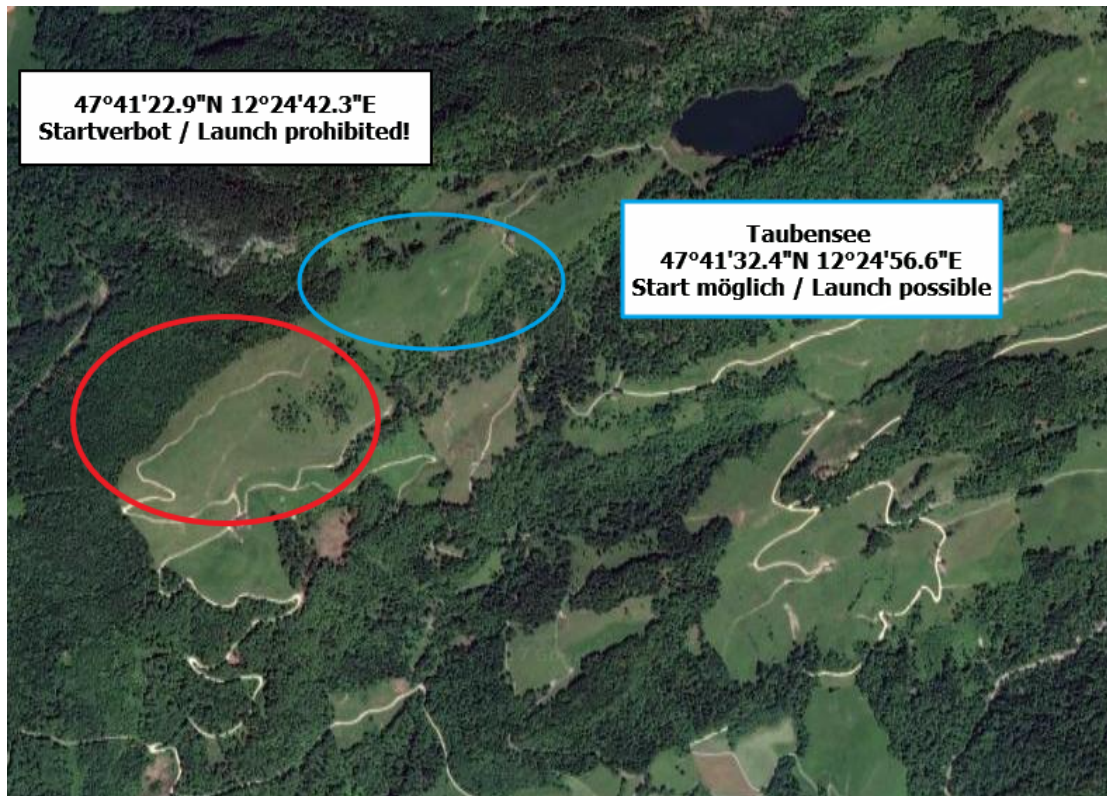 47°41'22.9"N 12°24'42.3"E
Startverbot / Launch prohibited!
Taubensee
47°41'32.4"N 12°24'56.6"E
Start möglich / Launch possible